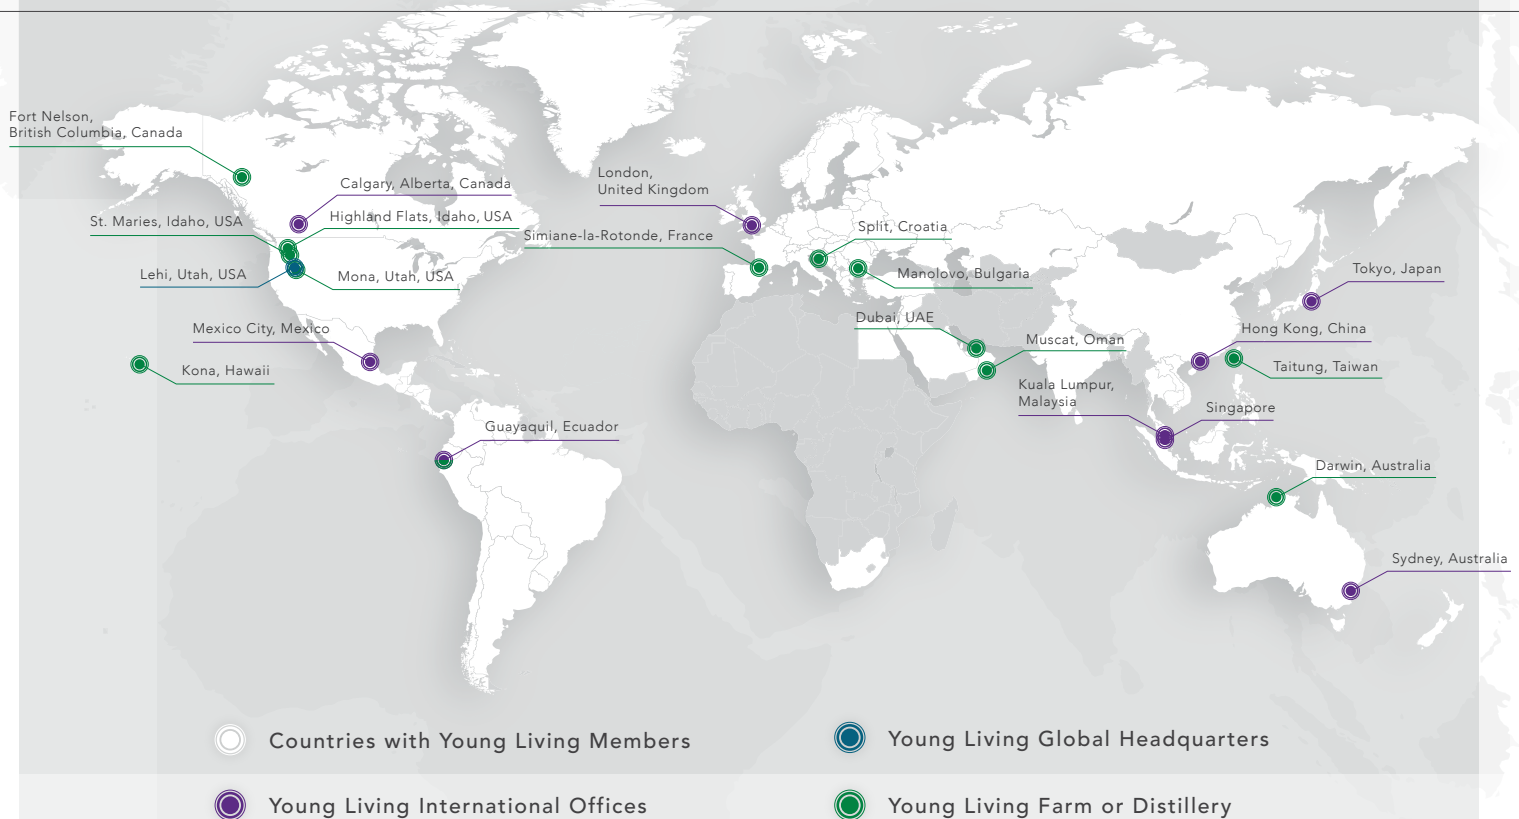 Fort Nelson,
British Columbia, Canada
Calgary, Alberta, Canada
St. Maries, Idaho, USA
Highland Flats, Idaho, USA
Lehi, Utah, USA
Mona, Utah, USA
Mexico City, Mexico
Kona, Hawaii
Guayaquil, Ecuador
London,
United Kingdom
Simiane-la-Rotonde, France
Split, Croatia
Manolovo, Bulgaria
Dubai, UAE
Muscat, Oman
Tokyo, Japan
Hong Kong, China
Taitung, Taiwan
Kuala Lumpur,
Malaysia
Singapore
Darwin, Australia
Sydney, Australia
Countries with Young Living Members
Young Living Global Headquarters
Young Living International Offices
Young Living Farm or Distillery